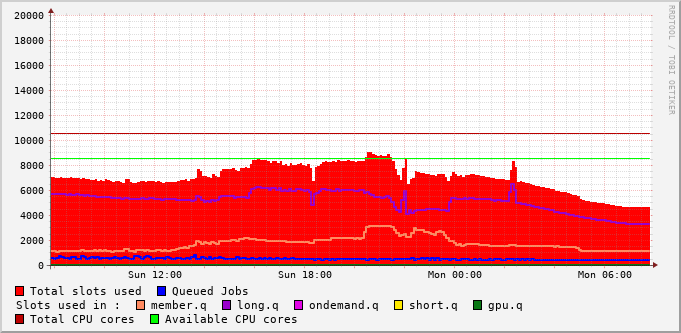 20000
18000
16000
14000
12000
10000
8000
6000
4000
2000
0
Sun 12:00 Sun 18:00 Mon 00:00 Mon 06:00
Total slots used Queued Jobs
Slots used in : member.q long.q ondemand.q short.q gpu.q
Total CPU cores Available CPU cores
RRDTOOL / TOBI OETIKER